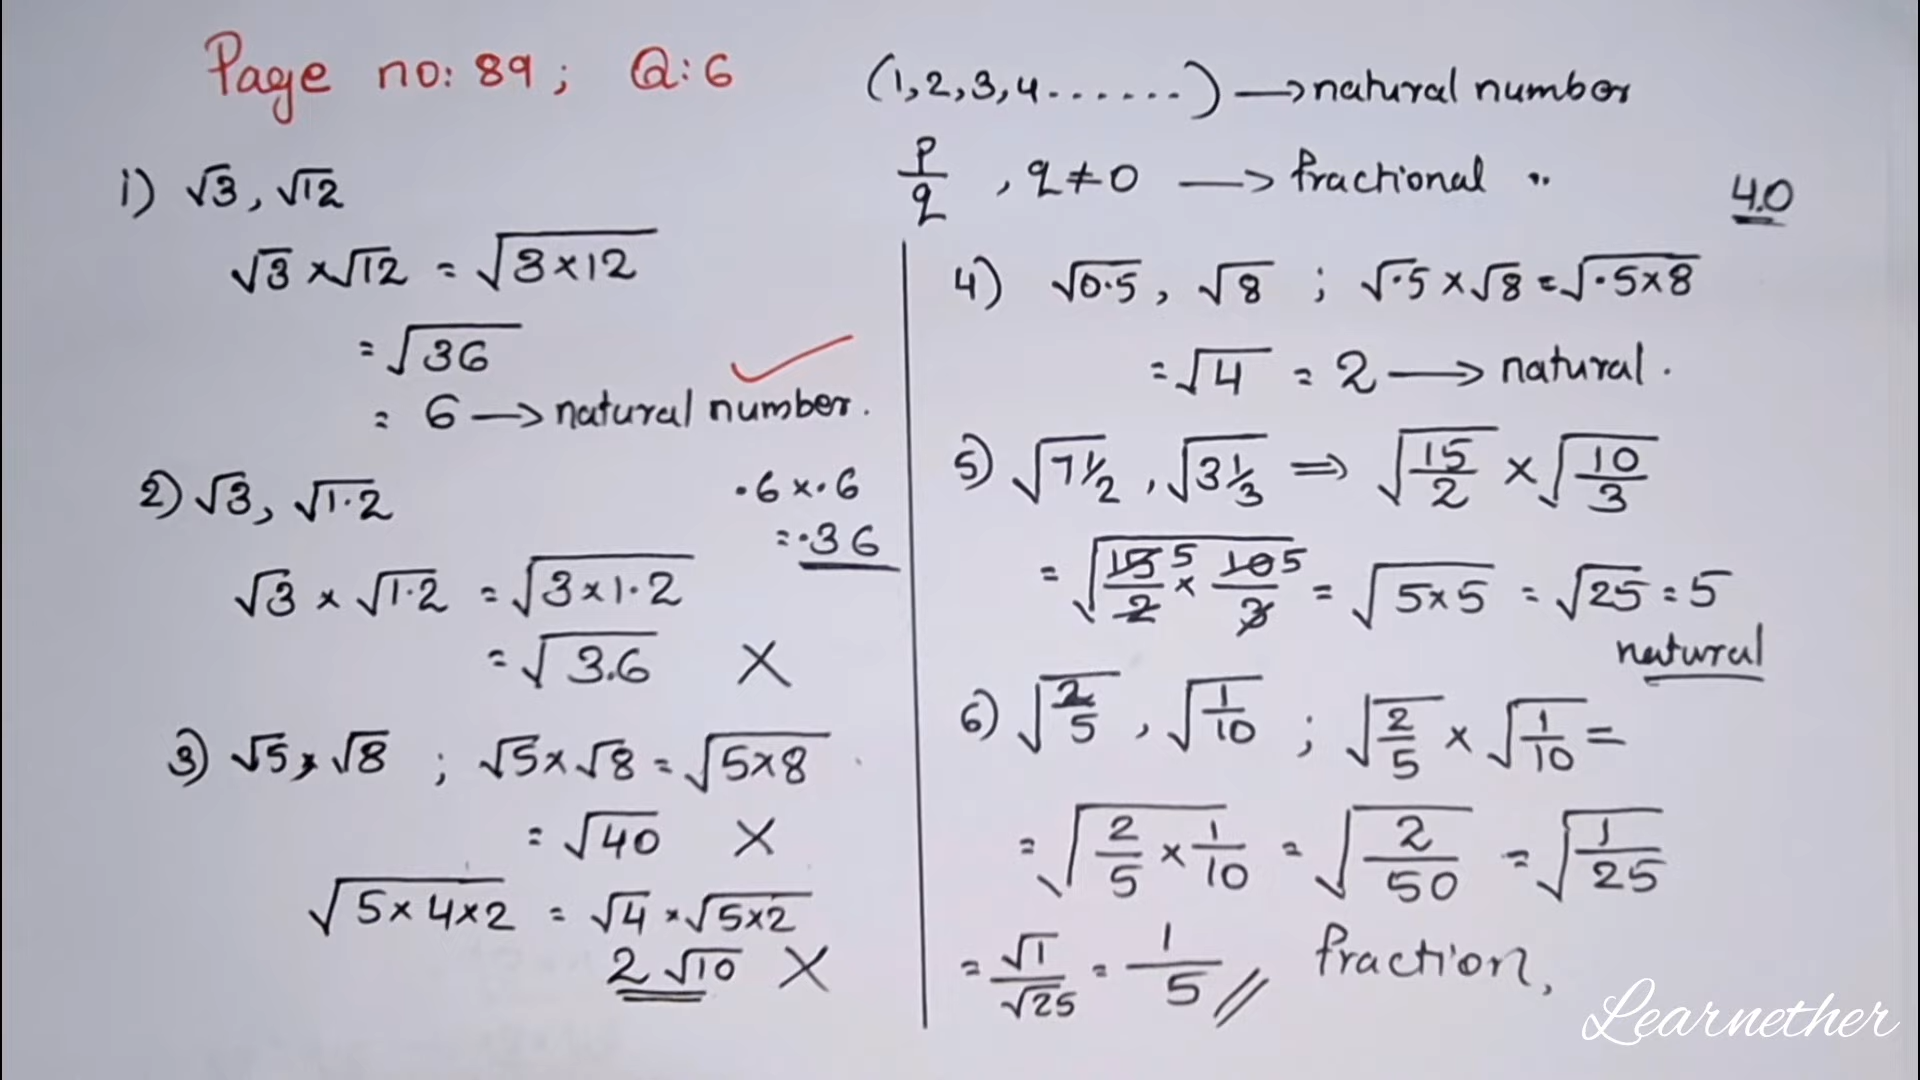 Page no: 89 ; Q: 6
(1,2,3,4.......) → natural number
p/q , q ≠ 0 → fractional "
4.0
1) √3, √12
√3 × √12 = √(3×12)
= √36
= 6 → natural number.
2) √3, √1·2
·6 × ·6
= ·36
√3 × √1·2 = √(3×1·2)
= √3.6 X
3) √5, √8 ; √5 × √8 = √(5×8)
= √40 X
√(5×4×2) = √4 × √(5×2)
2√10 X
4) √0·5, √8 ; √·5 × √8 = √(·5×8)
= √4 = 2 → natural.
5) √7½, √3⅓ ⇒ √(15/2) × √(10/3)
= √(15/2 5 × 10/3 5) = √(5×5) = √25 = 5
natural
6) √(2/5), √(1/10) ; √(2/5) × √(1/10) =
= √(2/5 × 1/10) = √(2/50) = √(1/25)
= √1/√25 = 1/5 // fraction,
Learnether